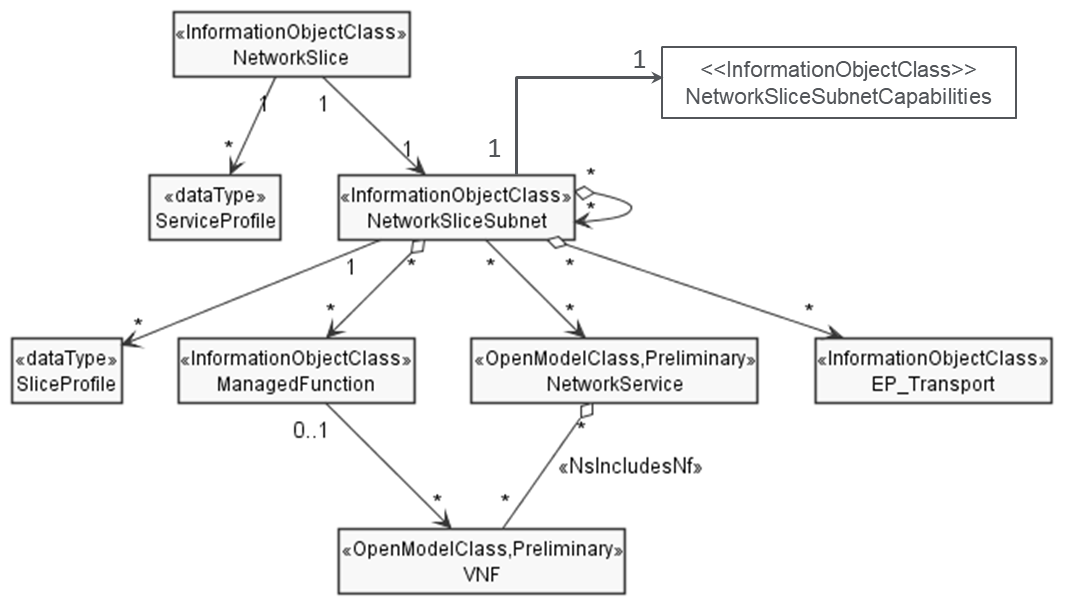 «InformationObjectClass»
NetworkSlice
1
<<InformationObjectClass>>
NetworkSliceSubnetCapabilities
1
1
*
1
1
«dataType»
ServiceProfile
«InformationObjectClass»
NetworkSliceSubnet
*
*
1
*
*
*
*
*
*
*
«dataType»
SliceProfile
«InformationObjectClass»
ManagedFunction
«OpenModelClass,Preliminary»
NetworkService
«InformationObjectClass»
EP_Transport
0..1
*
«NsIncludesNf»
*
*
«OpenModelClass,Preliminary»
VNF